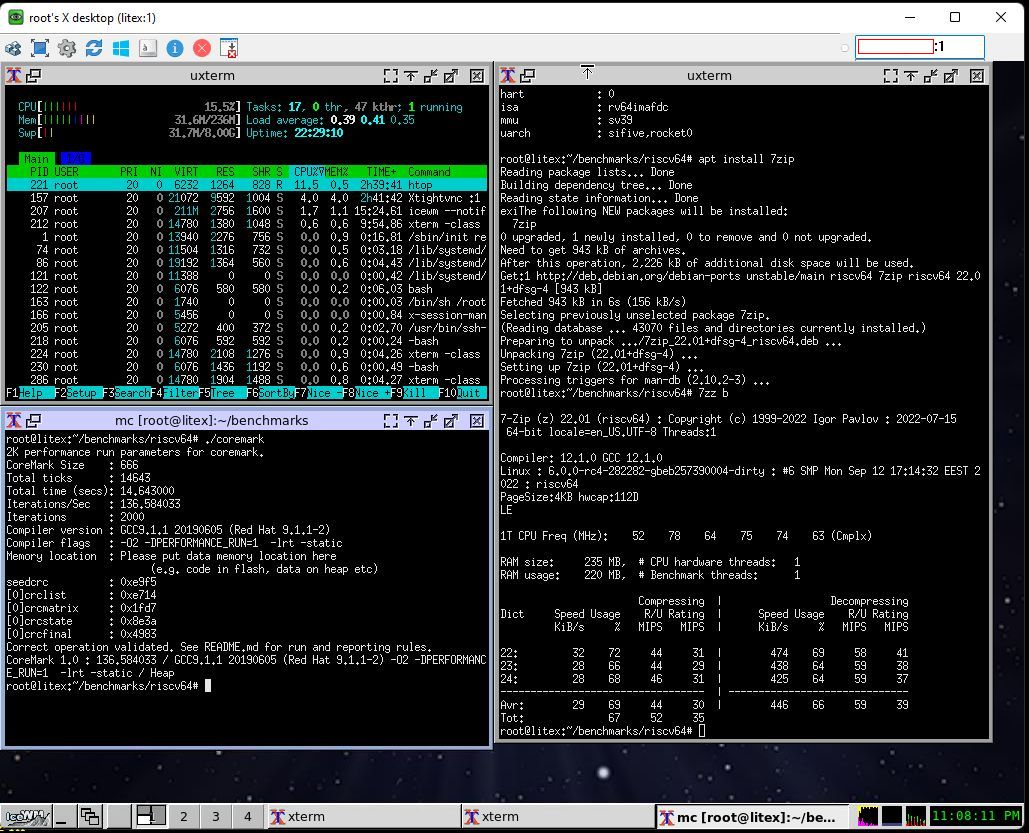 root's X desktop (litex:1)
:1
uxterm
CPU[|||||| 15.5%] Tasks: 17, 0 thr, 47 kthr; 1 running
Mem[||||||||||| 31.6M/236M] Load average: 0.39 0.41 0.35
Swp[|| 31.7M/8.00G] Uptime: 22:29:10
Main I/O
PID USER PRI NI VIRT RES SHR S CPU%▽MEM% TIME+ Command
221 root 20 0 6232 1264 828 R 11.5 0.5 2h39:41 htop
157 root 20 0 21072 9592 1004 S 4.0 4.0 2h41:42 Xtightvnc :1
207 root 20 0 211M 2756 1600 S 1.7 1.1 15:24.61 icewm --notif
212 root 20 0 14780 1380 1048 S 0.6 0.6 9:54.86 xterm -class
1 root 20 0 13940 2276 756 S 0.0 0.9 0:16.81 /sbin/init re
74 root 20 0 11504 1316 732 S 0.0 0.5 0:03.18 /lib/systemd/
86 root 20 0 19192 1364 560 S 0.0 0.6 0:04.43 /lib/systemd/
121 root 20 0 11388 0 0 S 0.0 0.0 0:00.42 /lib/systemd/
122 root 20 0 6076 580 580 S 0.0 0.2 0:06.03 bash
163 root 20 0 1740 0 0 S 0.0 0.0 0:00.03 /bin/sh /root
166 root 20 0 5456 0 0 S 0.0 0.0 0:00.84 x-session-man
205 root 20 0 5272 400 372 S 0.0 0.2 0:02.70 /usr/bin/ssh-
218 root 20 0 6076 592 592 S 0.0 0.2 0:00.24 -bash
224 root 20 0 14780 2108 1276 S 0.0 0.9 0:04.26 xterm -class
230 root 20 0 6076 1436 1192 S 0.0 0.6 0:00.49 -bash
286 root 20 0 14780 1904 1488 S 0.0 0.8 0:04.27 xterm -class
F1Help F2Setup F3SearchF4FilterF5Tree F6SortByF7Nice -F8Nice +F9Kill F10Quit
mc [root@litex]:~/benchmarks
root@litex:~/benchmarks/riscv64# ./coremark
2K performance run parameters for coremark.
CoreMark Size : 666
Total ticks : 14643
Total time (secs): 14.643000
Iterations/Sec : 136.584033
Iterations : 2000
Compiler version : GCC9.1.1 20190605 (Red Hat 9.1.1-2)
Compiler flags : -O2 -DPERFORMANCE_RUN=1 -lrt -static
Memory location : Please put data memory location here
(e.g. code in flash, data on heap etc)
seedcrc : 0xe9f5
[0]crclist : 0xe714
[0]crcmatrix : 0x1fd7
[0]crcstate : 0x8e3a
[0]crcfinal : 0x4983
Correct operation validated. See README.md for run and reporting rules.
CoreMark 1.0 : 136.584033 / GCC9.1.1 20190605 (Red Hat 9.1.1-2) -O2 -DPERFORMANC
E_RUN=1 -lrt -static / Heap
root@litex:~/benchmarks/riscv64#
uxterm
hart : 0
isa : rv64imafdc
mmu : sv39
uarch : sifive,rocket0
root@litex:~/benchmarks/riscv64# apt install 7zip
Reading package lists... Done
Building dependency tree... Done
Reading state information... Done
exiThe following NEW packages will be installed:
7zip
0 upgraded, 1 newly installed, 0 to remove and 0 not upgraded.
Need to get 943 kB of archives.
After this operation, 2,225 kB of additional disk space will be used.
Get:1 http://deb.debian.org/debian-ports unstable/main riscv64 7zip riscv64 22.0
1+dfsg-4 [943 kB]
Fetched 943 kB in 6s (156 kB/s)
Selecting previously unselected package 7zip.
(Reading database ... 43070 files and directories currently installed.)
Preparing to unpack .../7zip_22.01+dfsg-4_riscv64.deb ...
Unpacking 7zip (22.01+dfsg-4) ...
Setting up 7zip (22.01+dfsg-4) ...
Processing triggers for man-db (2.10.2-3) ...
root@litex:~/benchmarks/riscv64# 7zz b
7-Zip (z) 22.01 (riscv64) : Copyright (c) 1999-2022 Igor Pavlov : 2022-07-15
64-bit locale=en_US.UTF-8 Threads:1
Compiler: 12.1.0 GCC 12.1.0
Linux : 6.0.0-rc4-282282-gbeb257390004-dirty : #6 SMP Mon Sep 12 17:14:32 EEST 2
022 : riscv64
PageSize:4KB hwcap:112D
LE
1T CPU Freq (MHz): 52 78 64 75 74 63 (Cmplx)
RAM size: 235 MB, # CPU hardware threads: 1
RAM usage: 220 MB, # Benchmark threads: 1
Compressing | Decompressing
Dict Speed Usage R/U Rating | Speed Usage R/U Rating
KiB/s % MIPS MIPS | KiB/s % MIPS MIPS
22: 32 72 44 31 | 474 69 58 41
23: 28 66 44 29 | 438 64 59 38
24: 28 68 46 31 | 425 64 59 37
---------------------------------- | ------------------------------
Avr: 29 69 44 30 | 446 66 59 39
Tot: 67 52 35
root@litex:~/benchmarks/riscv64#
IceWM 1 2 3 4 xterm xterm mc [root@litex]:~/be... 11:08:11 PM